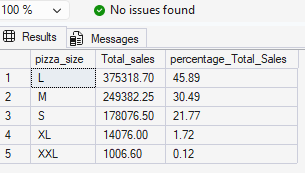 100 % No issues found
Results Messages
pizza_size Total_sales percentage_Total_Sales
1 L 375318.70 45.89
2 M 249382.25 30.49
3 S 178076.50 21.77
4 XL 14076.00 1.72
5 XXL 1006.60 0.12